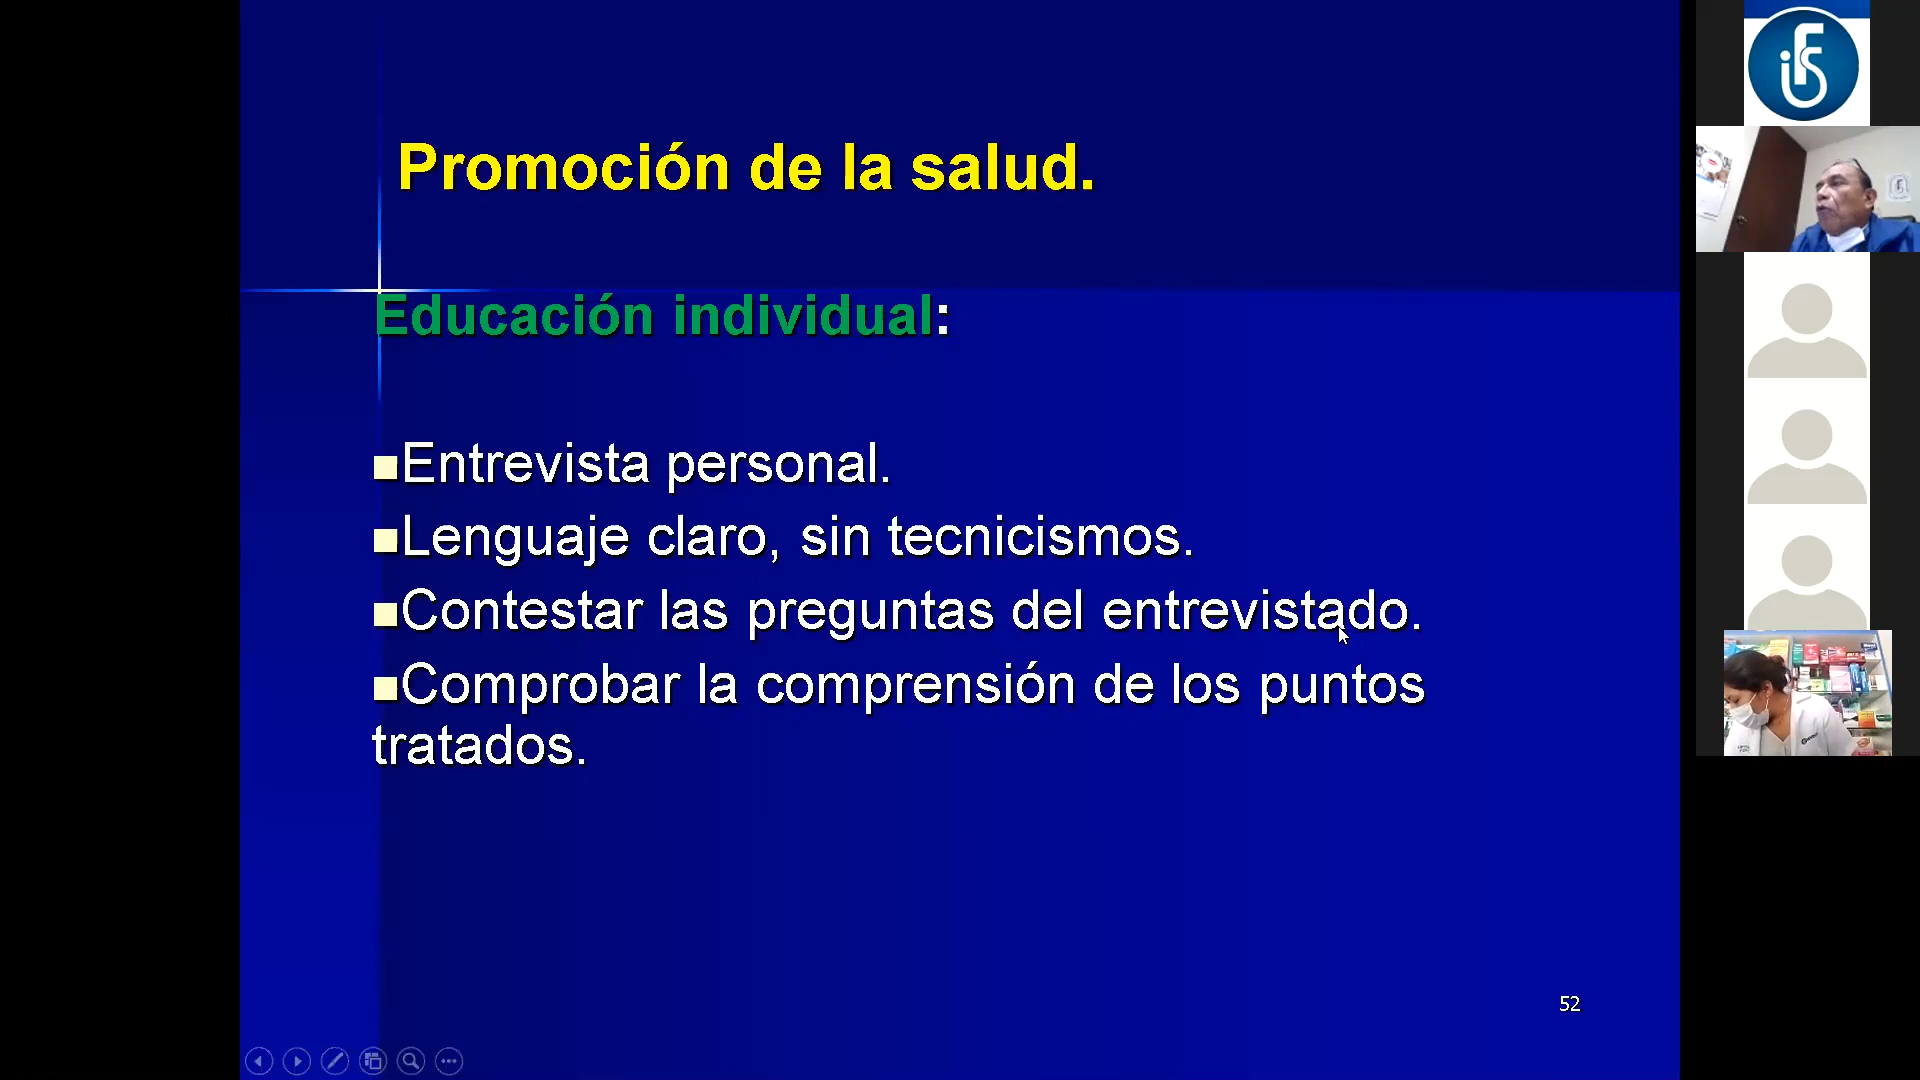 Promoción de la salud.
Educación individual:
Entrevista personal.
Lenguaje claro, sin tecnicismos.
Contestar las preguntas del entrevistado.
Comprobar la comprensión de los puntos
tratados.
52